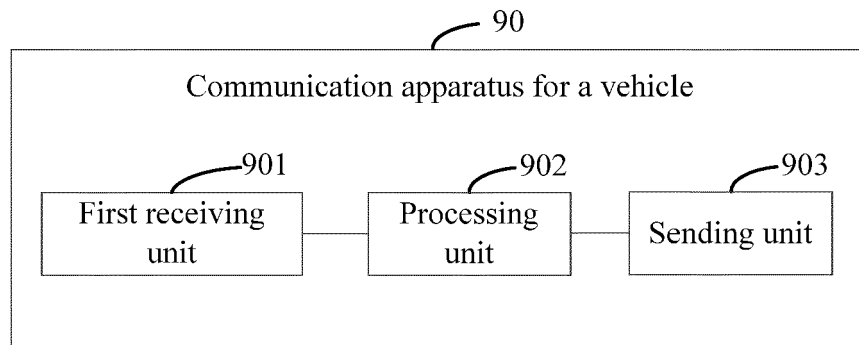 90
Communication apparatus for a vehicle
901
902
903
First receiving
unit
Processing
unit
Sending unit